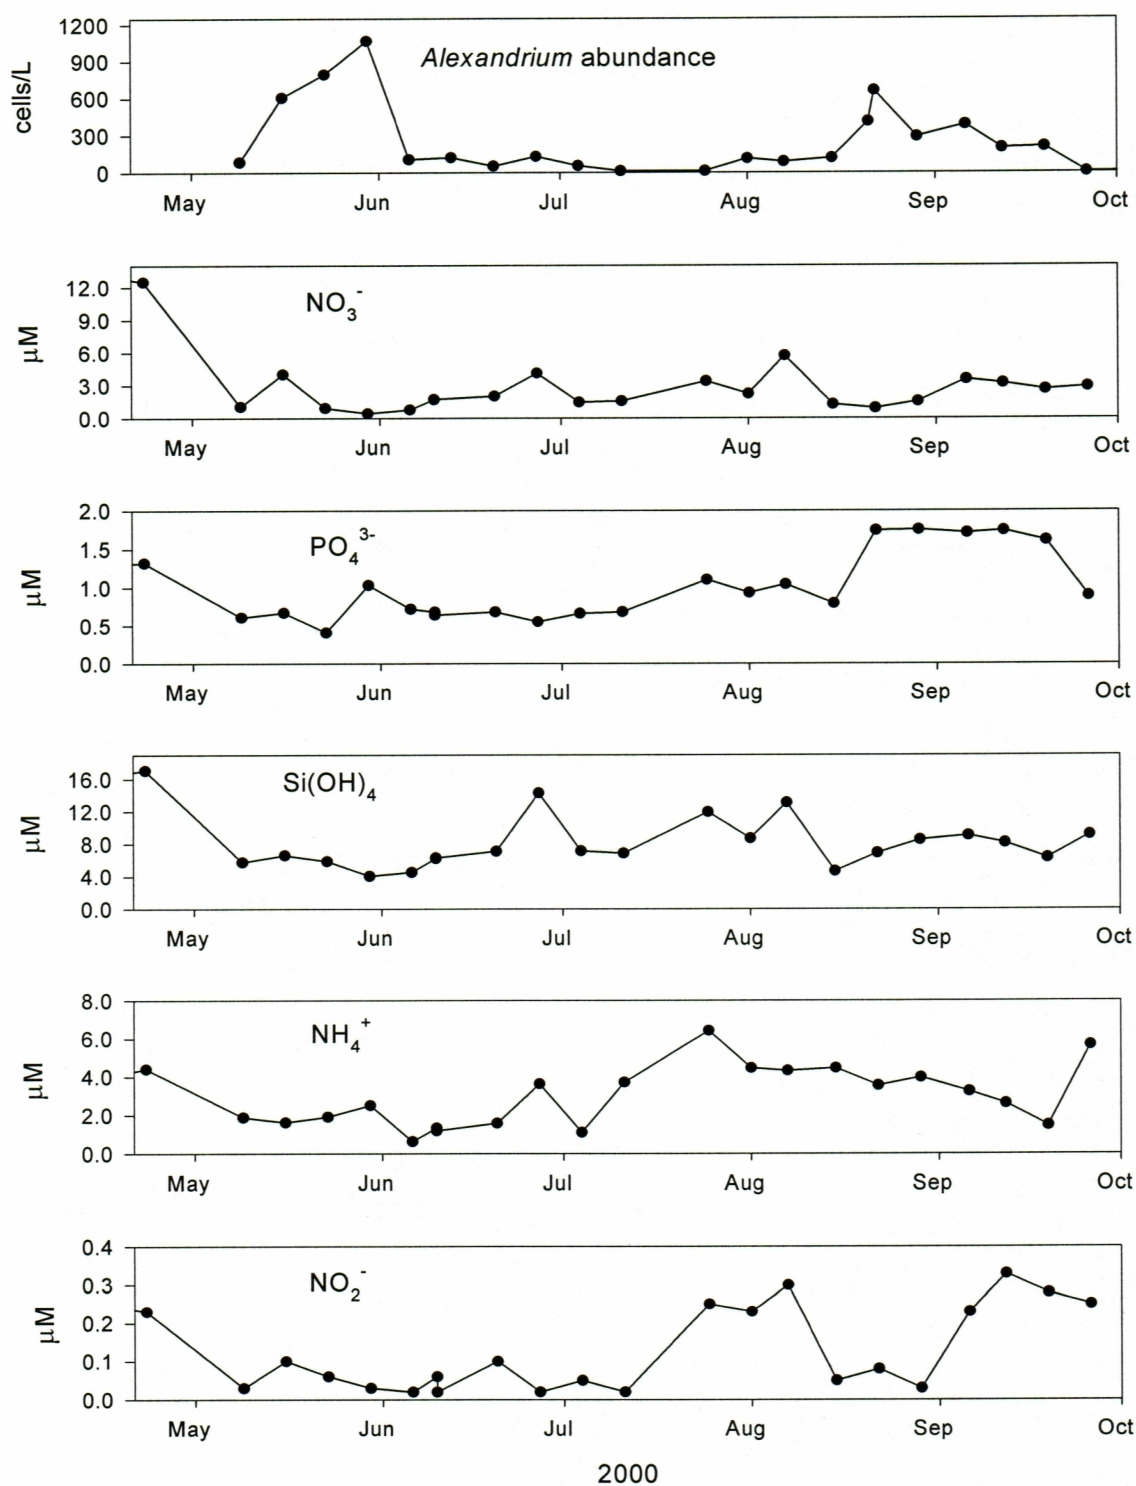 Alexandrium abundance
cells/L
1200
900
600
300
0
May Jun Jul Aug Sep Oct
NO₃⁻
μM
12.0
9.0
6.0
3.0
0.0
May Jun Jul Aug Sep Oct
PO₄³⁻
μM
2.0
1.5
1.0
0.5
0.0
May Jun Jul Aug Sep Oct
Si(OH)₄
μM
16.0
12.0
8.0
4.0
0.0
May Jun Jul Aug Sep Oct
NH₄⁺
μM
8.0
6.0
4.0
2.0
0.0
May Jun Jul Aug Sep Oct
NO₂⁻
μM
0.4
0.3
0.2
0.1
0.0
May Jun Jul Aug Sep Oct
2000